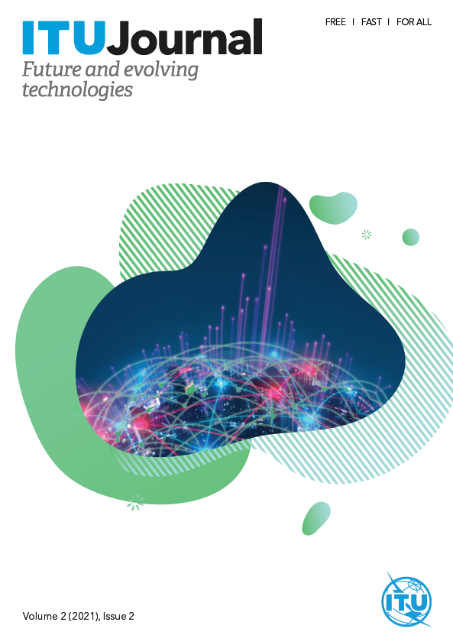 ITUJournal
FREE I FAST I FOR ALL
Future and evolving
technologies
Volume 2 (2021), Issue 2
ITU